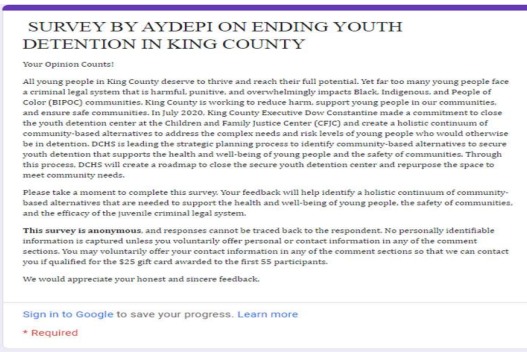 SURVEY BY AYDEPI ON ENDING YOUTH
DETENTION IN KING COUNTY
Your Opinion Counts!
All young people in King County deserve to thrive and reach their full potential. Yet far too many young people face
a criminal legal system that is harmful, punitive, and overwhelmingly impacts Black, Indigenous, and People of
Color (BIPOC) communities. King County is working to reduce harm, support young people in our communities,
and ensure safe communities. In July 2020, King County Executive Dow Constantine made a commitment to close
the youth detention center at the Children and Family Justice Center (CFJC) and create a holistic continuum of
community-based alternatives to address the complex needs and risk levels of young people who would otherwise
be in detention. DCHS is leading the strategic planning process to identify community-based alternatives to secure
youth detention that supports the health and well-being of young people and the safety of communities. Through
this process, DCHS will create a roadmap to close the secure youth detention center and repurpose the space to
meet community needs.
Please take a moment to complete this survey. Your feedback will help identify a holistic continuum of community-
based alternatives that are needed to support the health and well-being of young people, the safety of communities,
and the efficacy of the juvenile criminal legal system.
This survey is anonymous, and responses cannot be traced back to the respondent. No personally identifiable
information is captured unless you voluntarily offer personal or contact information in any of the comment
sections. You may voluntarily offer your contact information in any of the comment sections so that we can contact
you if qualified for the $25 gift card awarded to the first 55 participants.
We would appreciate your honest and sincere feedback.
Sign in to Google to save your progress. Learn more
* Required